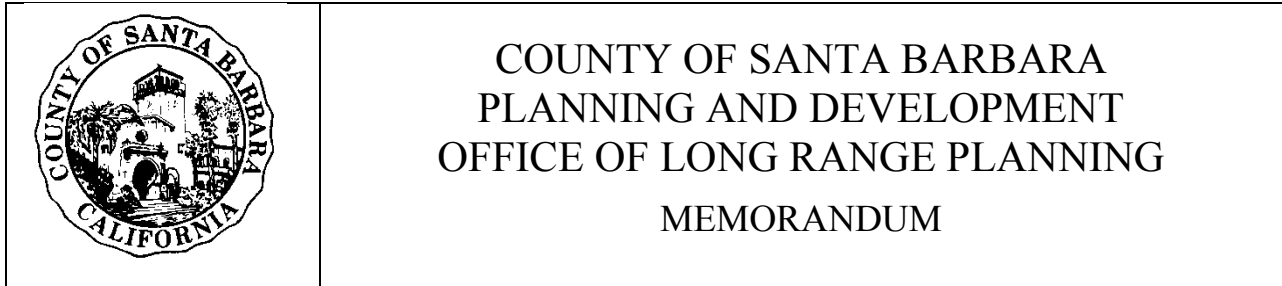 COUNTY OF SANTA BARBARA
CALIFORNIA
COUNTY OF SANTA BARBARA
PLANNING AND DEVELOPMENT
OFFICE OF LONG RANGE PLANNING
MEMORANDUM